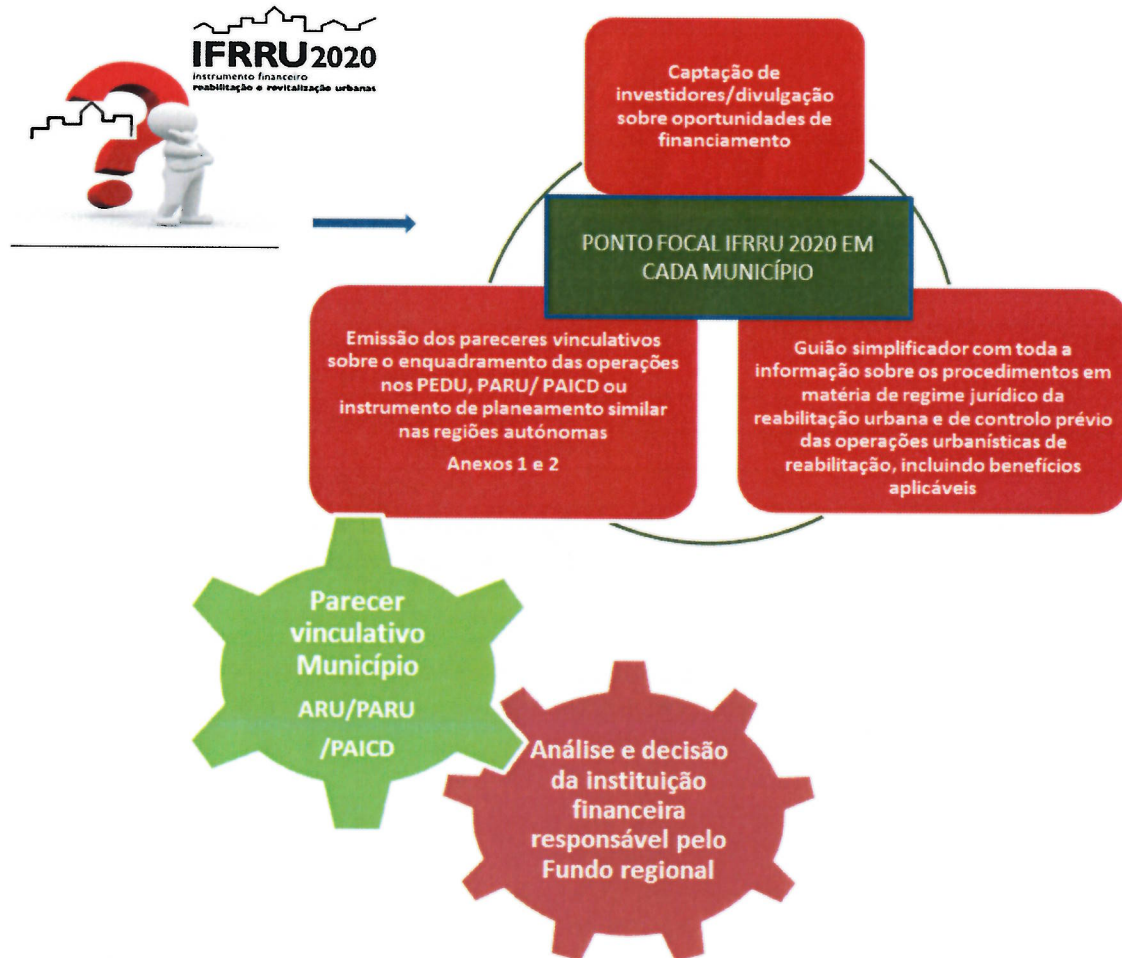 IFRRU 2020
instrumento financeiro
reabilitação e revitalização urbanas
Captação de
investidores/divulgação
sobre oportunidades de
financiamento
PONTO FOCAL IFRRU 2020 EM
CADA MUNICÍPIO
Emissão dos pareceres vinculativos
sobre o enquadramento das operações
nos PEDU, PARU/ PAICD ou
instrumento de planeamento similar
nas regiões autónomas
Anexos 1 e 2
Guião simplificador com toda a
informação sobre os procedimentos em
matéria de regime jurídico da
reabilitação urbana e de controlo prévio
das operações urbanísticas de
reabilitação, incluindo benefícios
aplicáveis
Parecer
vinculativo
Município
ARU/PARU
/PAICD
Análise e decisão
da instituição
financeira
responsável pelo
Fundo regional